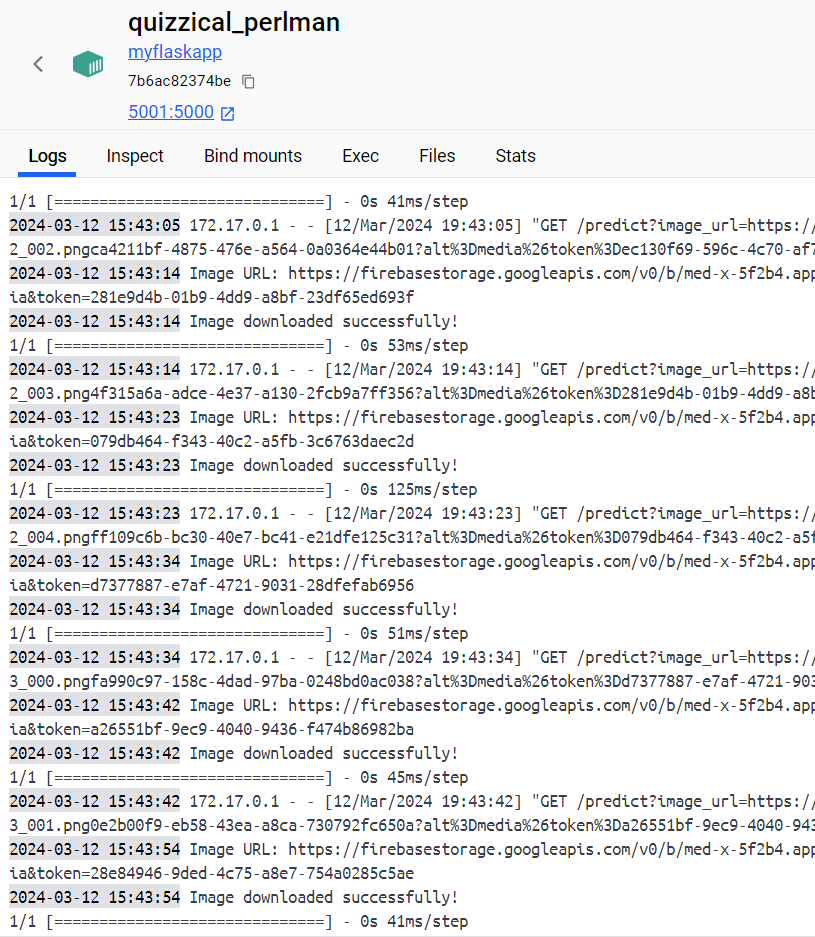 quizzical_perlman
myflaskapp
7b6ac82374be
5001:5000
Logs Inspect Bind mounts Exec Files Stats
1/1 [==============================] - 0s 41ms/step
2024-03-12 15:43:05 172.17.0.1 - - [12/Mar/2024 19:43:05] "GET /predict?image_url=https://
2_002.pngca4211bf-4875-476e-a564-0a0364e44b01?alt%3Dmedia%26token%3Dec130f69-596c-4c70-af7
2024-03-12 15:43:14 Image URL: https://firebasestorage.googleapis.com/v0/b/med-x-5f2b4.app
ia&token=281e9d4b-01b9-4dd9-a8bf-23df65ed693f
2024-03-12 15:43:14 Image downloaded successfully!
1/1 [==============================] - 0s 53ms/step
2024-03-12 15:43:14 172.17.0.1 - - [12/Mar/2024 19:43:14] "GET /predict?image_url=https://
2_003.png4f315a6a-adce-4e37-a130-2fcb9a7ff356?alt%3Dmedia%26token%3D281e9d4b-01b9-4dd9-a8b
2024-03-12 15:43:23 Image URL: https://firebasestorage.googleapis.com/v0/b/med-x-5f2b4.app
ia&token=079db464-f343-40c2-a5fb-3c6763daec2d
2024-03-12 15:43:23 Image downloaded successfully!
1/1 [==============================] - 0s 125ms/step
2024-03-12 15:43:23 172.17.0.1 - - [12/Mar/2024 19:43:23] "GET /predict?image_url=https://
2_004.pngff109c6b-bc30-40e7-bc41-e21dfe125c31?alt%3Dmedia%26token%3D079db464-f343-40c2-a5f
2024-03-12 15:43:34 Image URL: https://firebasestorage.googleapis.com/v0/b/med-x-5f2b4.app
ia&token=d7377887-e7af-4721-9031-28dfefab6956
2024-03-12 15:43:34 Image downloaded successfully!
1/1 [==============================] - 0s 51ms/step
2024-03-12 15:43:34 172.17.0.1 - - [12/Mar/2024 19:43:34] "GET /predict?image_url=https://
3_000.pngfa990c97-158c-4dad-97ba-0248bd0ac038?alt%3Dmedia%26token%3Dd7377887-e7af-4721-903
2024-03-12 15:43:42 Image URL: https://firebasestorage.googleapis.com/v0/b/med-x-5f2b4.app
ia&token=a26551bf-9ec9-4040-9436-f474b86982ba
2024-03-12 15:43:42 Image downloaded successfully!
1/1 [==============================] - 0s 45ms/step
2024-03-12 15:43:42 172.17.0.1 - - [12/Mar/2024 19:43:42] "GET /predict?image_url=https://
3_001.png0e2b00f9-eb58-43ea-a8ca-730792fc650a?alt%3Dmedia%26token%3Da26551bf-9ec9-4040-943
2024-03-12 15:43:54 Image URL: https://firebasestorage.googleapis.com/v0/b/med-x-5f2b4.app
ia&token=28e84946-9ded-4c75-a8e7-754a0285c5ae
2024-03-12 15:43:54 Image downloaded successfully!
1/1 [==============================] - 0s 41ms/step